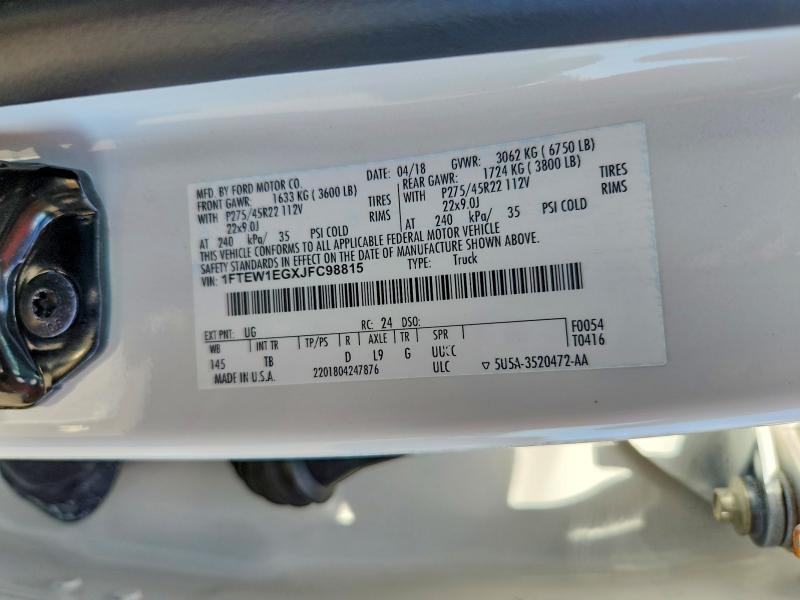 MFD. BY FORD MOTOR CO. DATE: 04/18 GVWR: 3062 KG ( 6750 LB)
FRONT GAWR: 1633 KG ( 3600 LB) REAR GAWR: 1724 KG ( 3800 LB)
WITH P275/45R22 112V TIRES WITH P275/45R22 112V TIRES
22x9.0J RIMS 22x9.0J RIMS
AT 240 kPa/ 35 PSI COLD AT 240 kPa/ 35 PSI COLD
THIS VEHICLE CONFORMS TO ALL APPLICABLE FEDERAL MOTOR VEHICLE
SAFETY STANDARDS IN EFFECT ON THE DATE OF MANUFACTURE SHOWN ABOVE.
VIN: 1FTEW1EGXJFC98815 TYPE: Truck
EXT PNT: UG RC: 24 DSO: F0054
WB INT TR TP/PS R AXLE TR SPR T0416
145 TB D L9 G
ULC 5U5A-3520472-AA
MADE IN U.S.A. 2201804247876